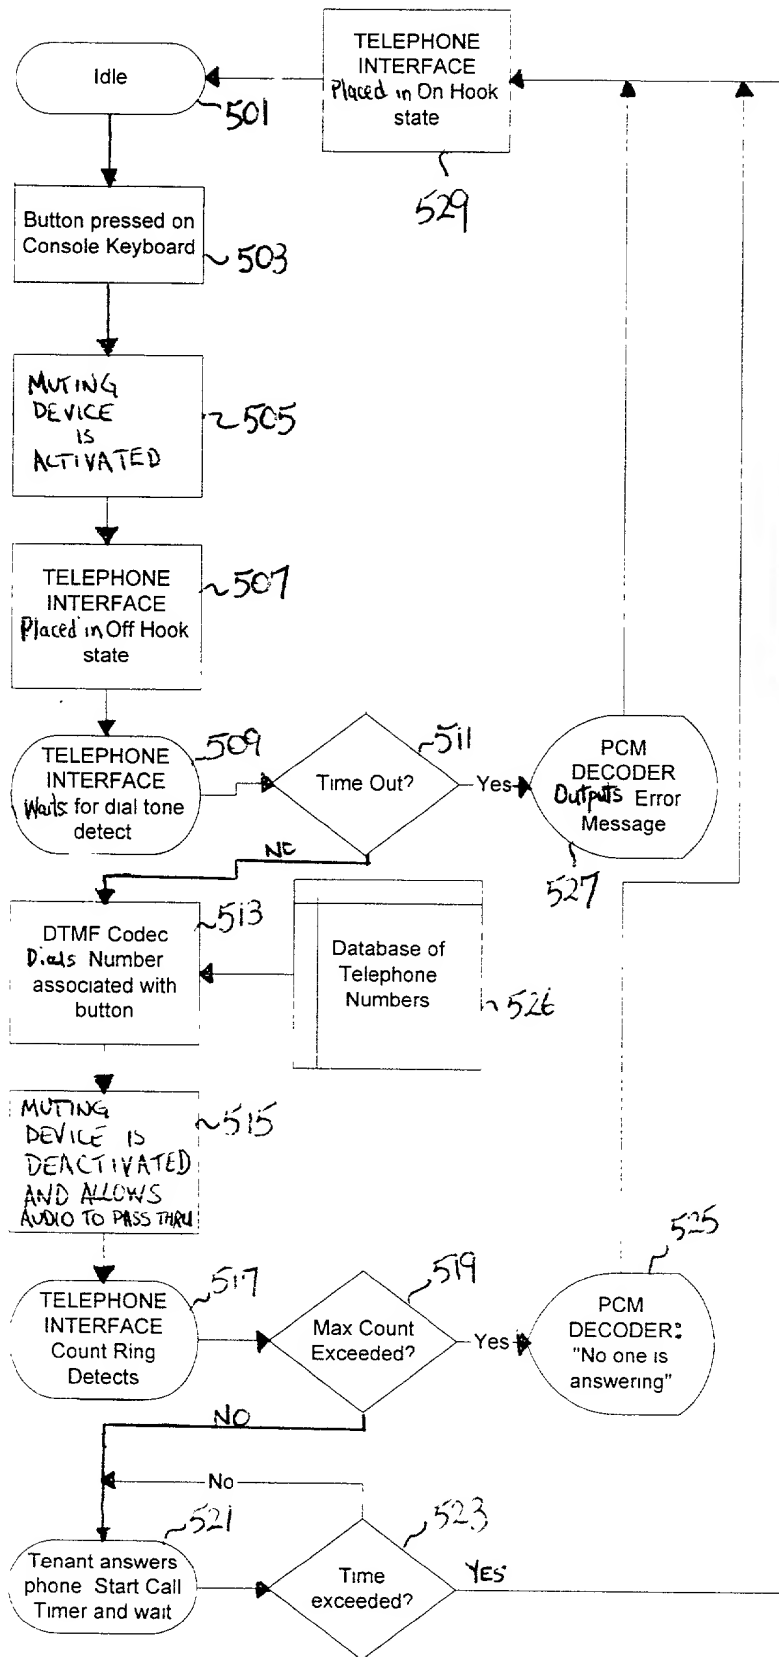 Idle
501
TELEPHONE
INTERFACE
Placed in On Hook
state
529
Button pressed on
Console Keyboard
503
MUTING
DEVICE
IS
ACTIVATED
505
TELEPHONE
INTERFACE
Placed in Off Hook
state
507
TELEPHONE
INTERFACE
Waits for dial tone
detect
509
Time Out?
511
Yes
PCM
DECODER
Outputs Error
Message
527
NO
DTMF Codec
Dials Number
associated with
button
513
Database of
Telephone
Numbers
526
MUTING
DEVICE IS
DEACTIVATED
AND ALLOWS
AUDIO TO PASS THRU
515
TELEPHONE
INTERFACE
Count Ring
Detects
517
Max Count
Exceeded?
519
Yes
PCM
DECODER:
"No one is
answering"
525
NO
No
Tenant answers
phone Start Call
Timer and wait
521
Time
exceeded?
523
YES